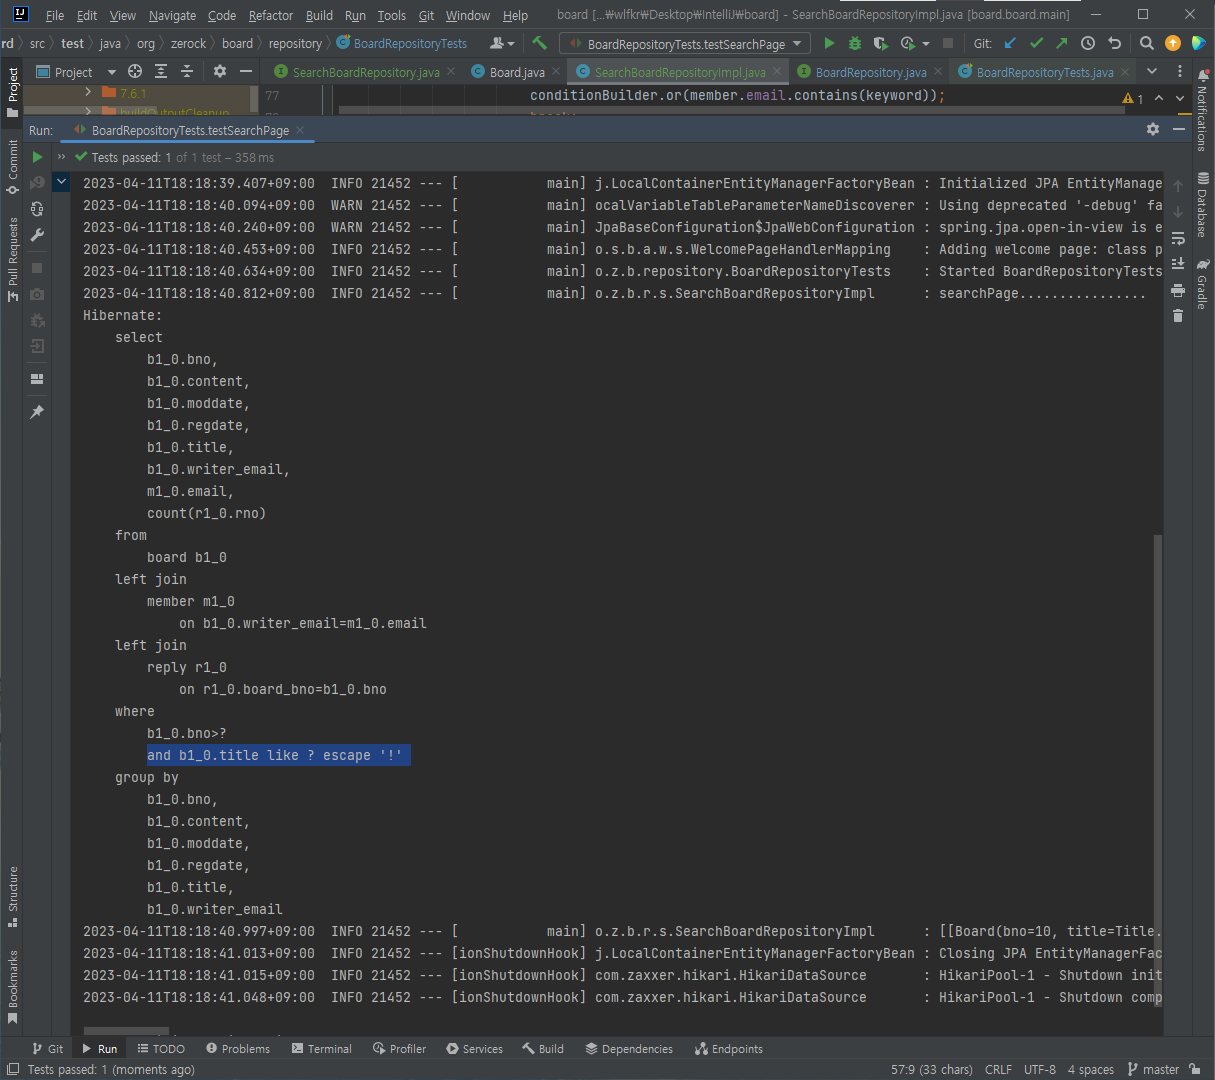 File Edit View Navigate Code Refactor Build Run Tools Git Window Help board [...₩wlfkr₩Desktop₩IntelliJ₩board] - SearchBoardRepositoryImpl.java [board.board.main]
rd src test java org zerock board repository BoardRepositoryTests BoardRepositoryTests.testSearchPage Git:
Project SearchBoardRepository.java Board.java SearchBoardRepositoryImpl.java BoardRepository.java BoardRepositoryTests.java
7.6.1 77 conditionBuilder.or(member.email.contains(keyword)); 1
buildOutputCleanup
Run: BoardRepositoryTests.testSearchPage
Tests passed: 1 of 1 test – 358 ms
2023-04-11T18:18:39.407+09:00  INFO 21452 --- [           main] j.LocalContainerEntityManagerFactoryBean : Initialized JPA EntityManage
2023-04-11T18:18:40.094+09:00  WARN 21452 --- [           main] ocalVariableTableParameterNameDiscoverer : Using deprecated '-debug' fa
2023-04-11T18:18:40.240+09:00  WARN 21452 --- [           main] JpaBaseConfiguration$JpaWebConfiguration : spring.jpa.open-in-view is e
2023-04-11T18:18:40.453+09:00  INFO 21452 --- [           main] o.s.b.a.w.s.WelcomePageHandlerMapping    : Adding welcome page: class p
2023-04-11T18:18:40.634+09:00  INFO 21452 --- [           main] o.z.b.repository.BoardRepositoryTests    : Started BoardRepositoryTests
2023-04-11T18:18:40.812+09:00  INFO 21452 --- [           main] o.z.b.r.s.SearchBoardRepositoryImpl      : searchPage................
Hibernate:
select
b1_0.bno,
b1_0.content,
b1_0.moddate,
b1_0.regdate,
b1_0.title,
b1_0.writer_email,
m1_0.email,
count(r1_0.rno)
from
board b1_0
left join
member m1_0
on b1_0.writer_email=m1_0.email
left join
reply r1_0
on r1_0.board_bno=b1_0.bno
where
b1_0.bno>?
and b1_0.title like ? escape '!'
group by
b1_0.bno,
b1_0.content,
b1_0.moddate,
b1_0.regdate,
b1_0.title,
b1_0.writer_email
2023-04-11T18:18:40.997+09:00  INFO 21452 --- [           main] o.z.b.r.s.SearchBoardRepositoryImpl      : [[Board(bno=10, title=Title.
2023-04-11T18:18:41.013+09:00  INFO 21452 --- [ionShutdownHook] j.LocalContainerEntityManagerFactoryBean : Closing JPA EntityManagerFac
2023-04-11T18:18:41.015+09:00  INFO 21452 --- [ionShutdownHook] com.zaxxer.hikari.HikariDataSource       : HikariPool-1 - Shutdown init
2023-04-11T18:18:41.048+09:00  INFO 21452 --- [ionShutdownHook] com.zaxxer.hikari.HikariDataSource       : HikariPool-1 - Shutdown comp
Project
Commit
Pull Requests
Structure
Bookmarks
Notifications
Database
Gradle
Git Run TODO Problems Terminal Profiler Services Build Dependencies Endpoints
Tests passed: 1 (moments ago) 57:9 (33 chars) CRLF UTF-8 4 spaces master